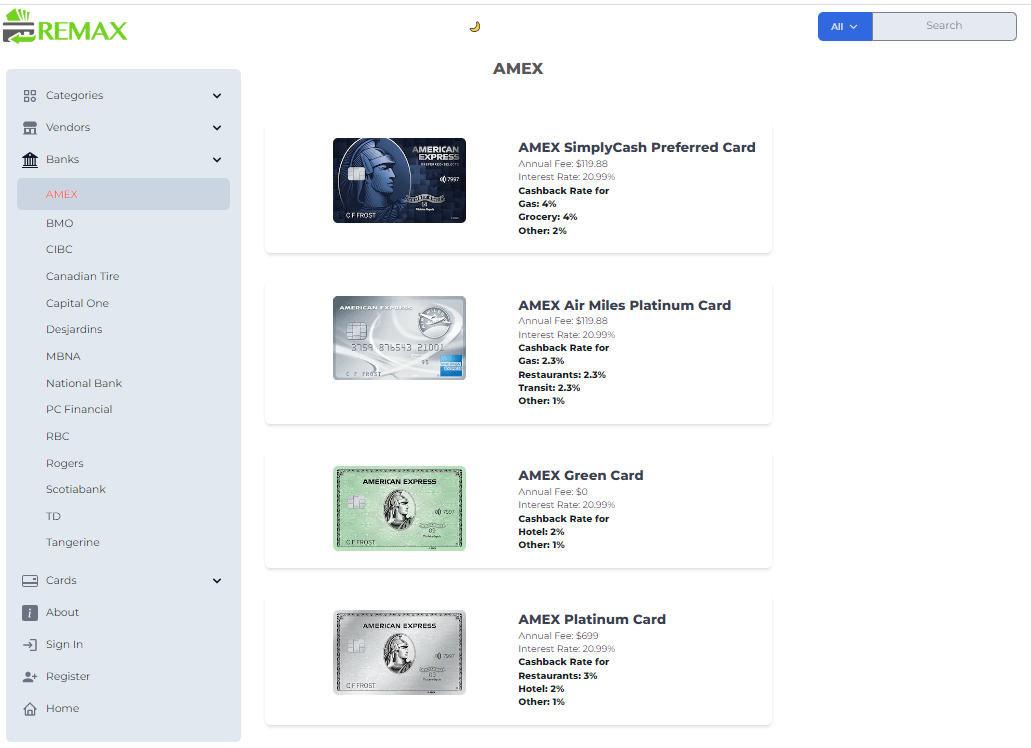 REMAX
All
Search
AMEX
Categories
Vendors
Banks
AMEX
BMO
CIBC
Canadian Tire
Capital One
Desjardins
MBNA
National Bank
PC Financial
RBC
Rogers
Scotiabank
TD
Tangerine
Cards
About
Sign In
Register
Home
AMERICAN
EXPRESS
7997
C F FROST
AMEX SimplyCash Preferred Card
Annual Fee: $119.88
Interest Rate: 20.99%
Cashback Rate for
Gas: 4%
Grocery: 4%
Other: 2%
AMERICAN EXPRESS
3759 876543 21001
C F FROST
AMEX Air Miles Platinum Card
Annual Fee: $119.88
Interest Rate: 20.99%
Cashback Rate for
Gas: 2.3%
Restaurants: 2.3%
Transit: 2.3%
Other: 1%
AMERICAN EXPRESS
7997
C F FROST
AMEX Green Card
Annual Fee: $0
Interest Rate: 20.99%
Cashback Rate for
Hotel: 2%
Other: 1%
AMERICAN EXPRESS
7997
C F FROST
AMEX Platinum Card
Annual Fee: $699
Interest Rate: 20.99%
Cashback Rate for
Restaurants: 3%
Hotel: 2%
Other: 1%